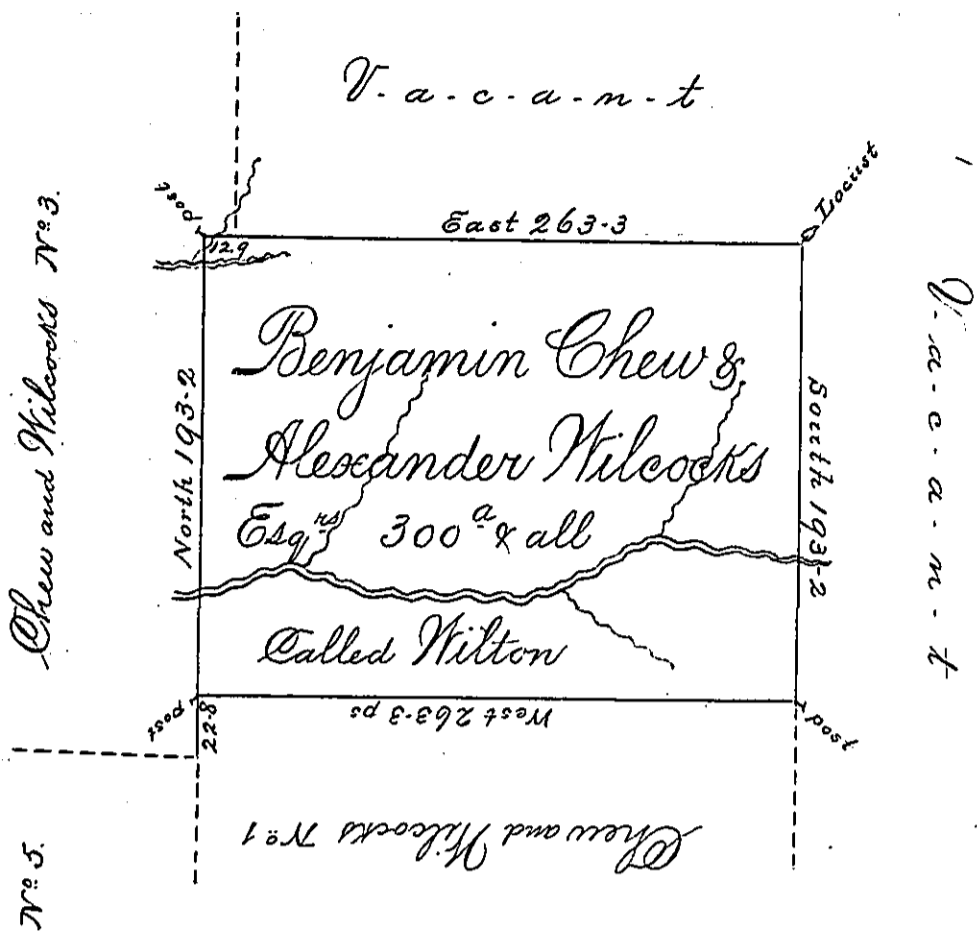 V-a-c-a-n-t
post
Locust
East 263-3
12.9
Chew and Wilcocks Nº 3.
North 193-2
Benjamin Chew &
Alexander Wilcocks
Esqrs 300 a & all
Called Wilton
South 193-2
V-a-c-a-n-t
post
West 263-3 ps
post
22-8
Chew and Wilcocks Nº 1
Nº 5.